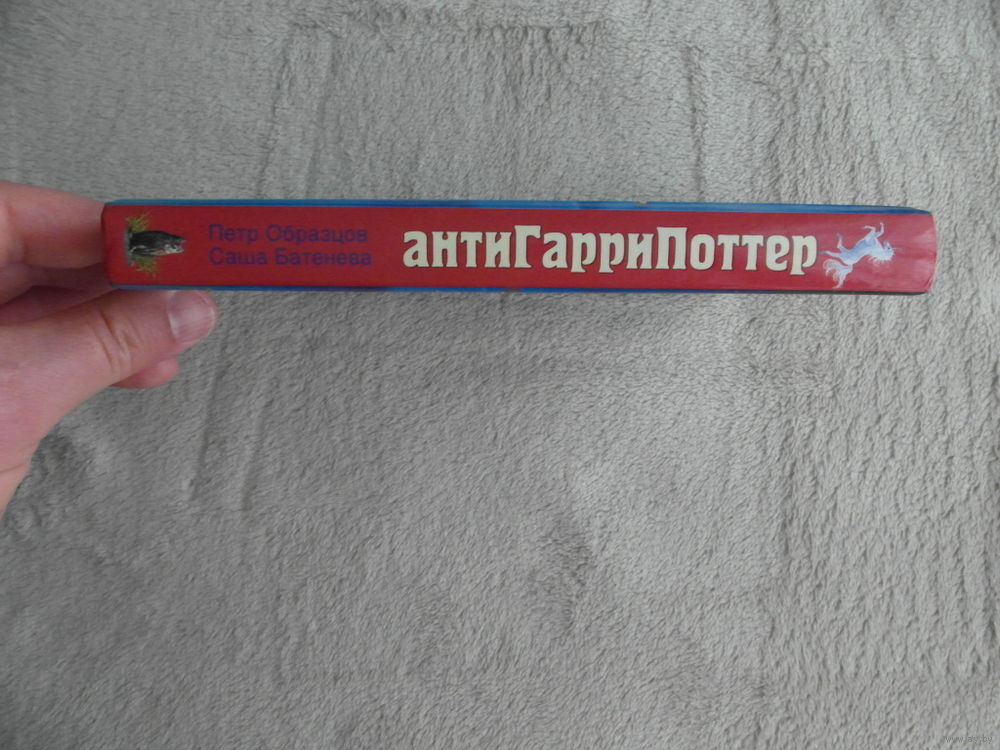 Петр Образцов
Саша Батенева
антиГарриПоттер